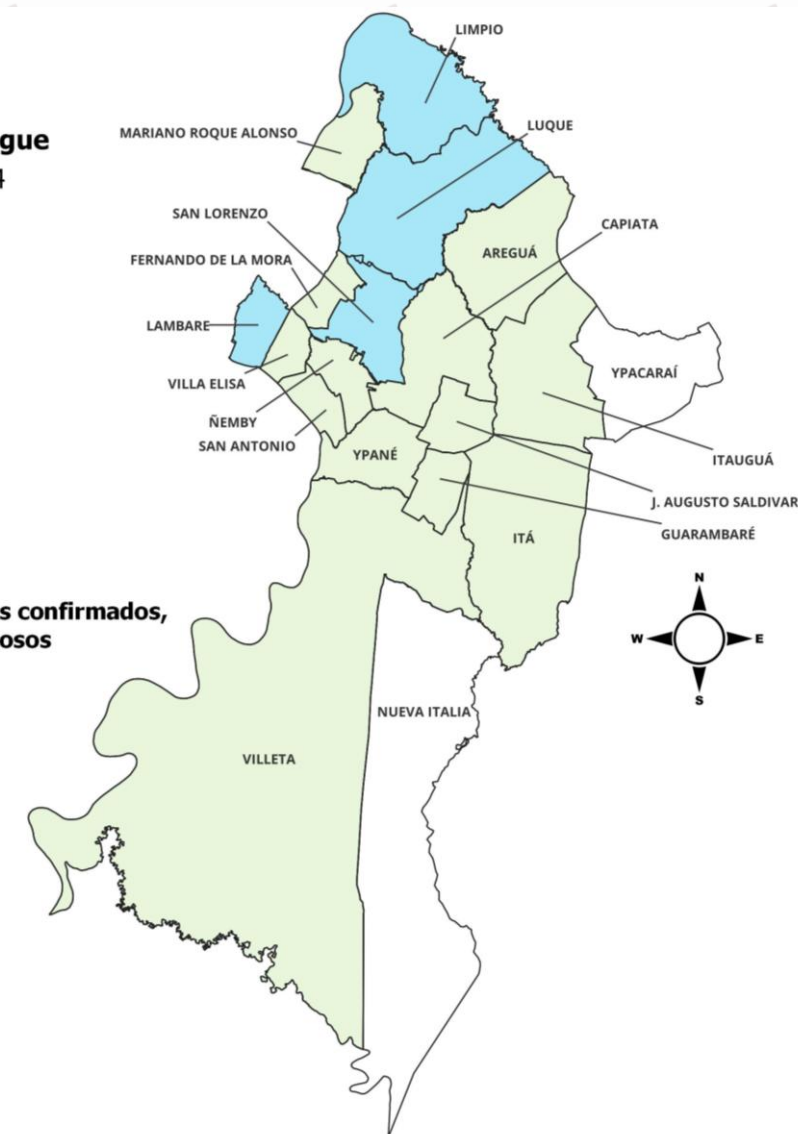 LIMPIO
LUQUE
MARIANO ROQUE ALONSO
gue
4
SAN LORENZO
CAPIATA
FERNANDO DE LA MORA
AREGUÁ
LAMBARE
YPACARAÍ
VILLA ELISA
ÑEMBY
SAN ANTONIO
YPANÉ
ITAUGUÁ
J. AUGUSTO SALDIVAR
GUARAMBARÉ
ITÁ
N
W
E
S
s confirmados,
osos
NUEVA ITALIA
VILLETA